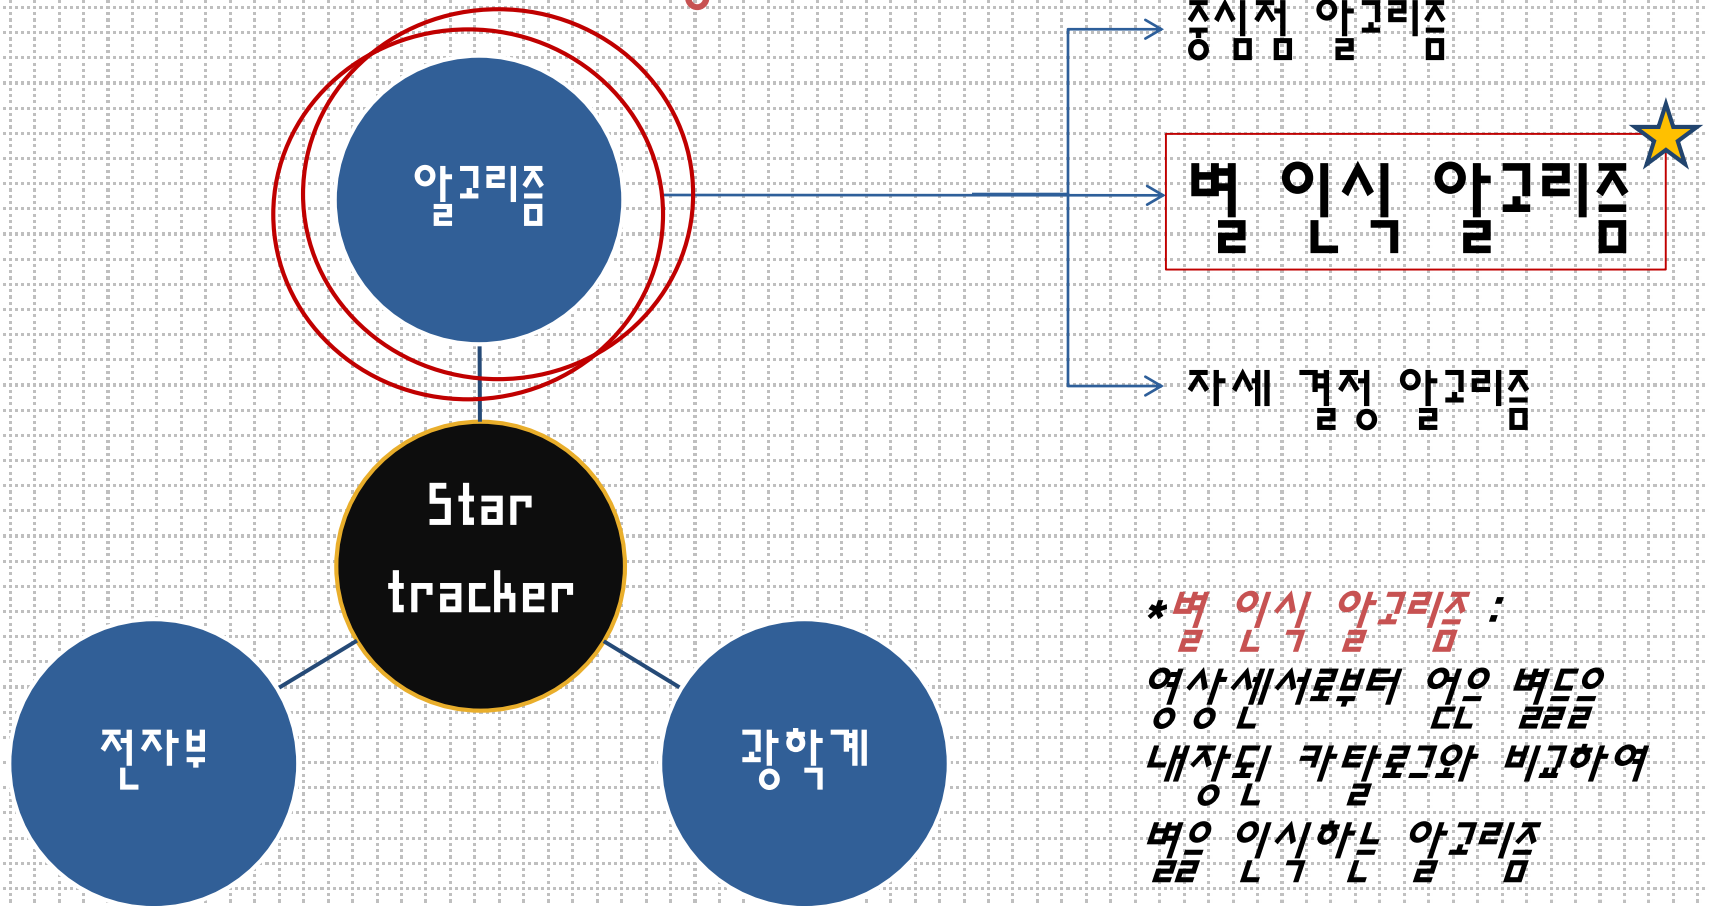 중심점 알고리즘
알고리즘
별 인식 알고리즘
자세 결정 알고리즘
Star
tracker
전자부
광학계
*별 인식 알고리즘 :
영상센서로부터 얻은 별들을
내장된 카탈로그와 비교하여
별을 인식하는 알고리즘